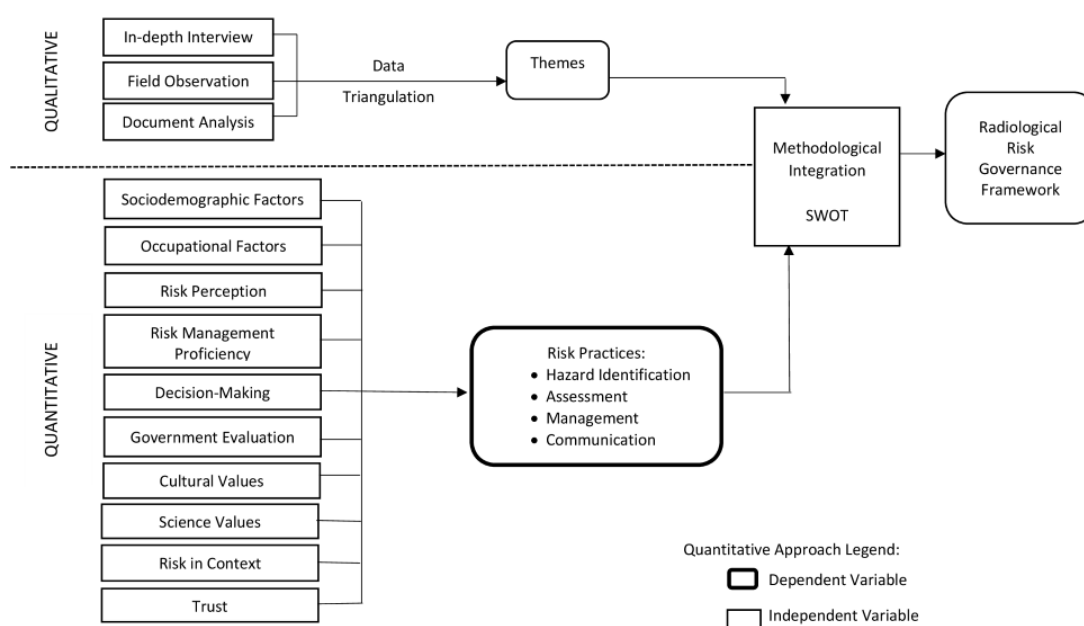 QUALITATIVE
In-depth Interview
Field Observation
Document Analysis
Data
Triangulation
Themes
Methodological
Integration
SWOT
Radiological
Risk
Governance
Framework
QUANTITATIVE
Sociodemographic Factors
Occupational Factors
Risk Perception
Risk Management
Proficiency
Decision-Making
Government Evaluation
Cultural Values
Science Values
Risk in Context
Trust
Risk Practices:
• Hazard Identification
• Assessment
• Management
• Communication
Quantitative Approach Legend:
Dependent Variable
Independent Variable